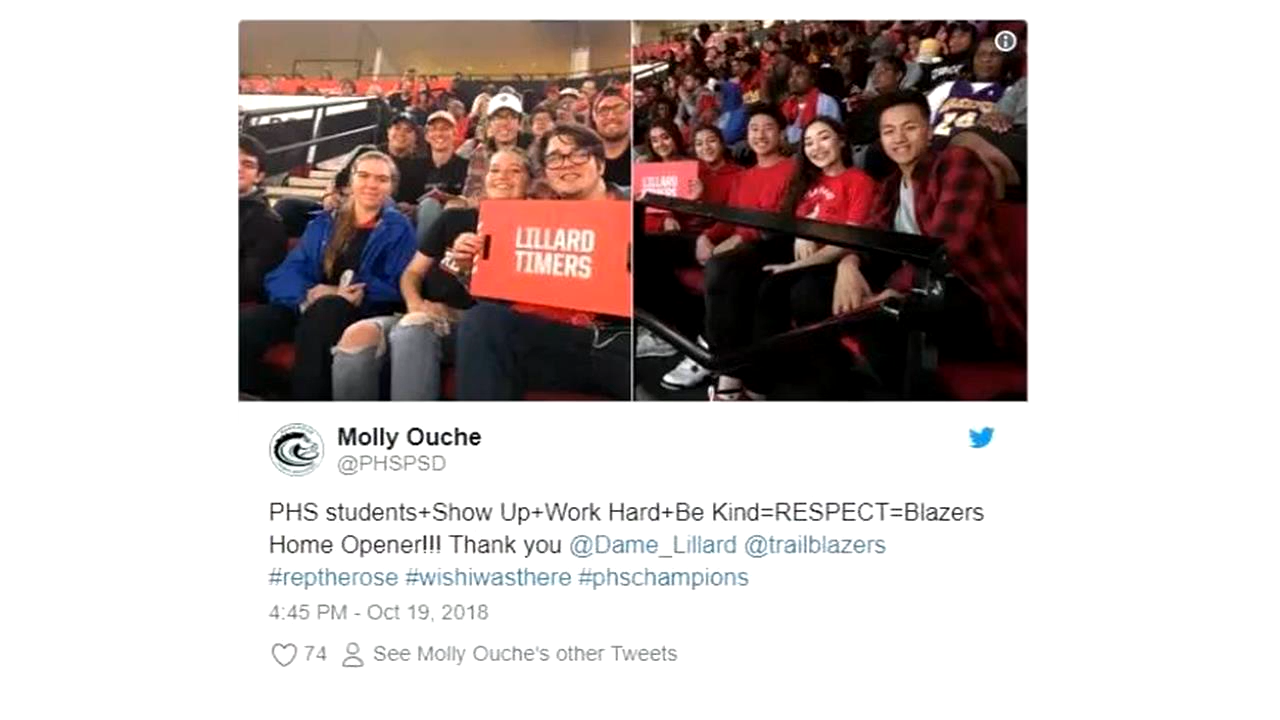 LILLARD
TIMERS
LILLARD
TIMERS
24
Molly Ouche
@PHSPSD
PHS students+Show Up+Work Hard+Be Kind=RESPECT=Blazers
Home Opener!!! Thank you @Dame_Lillard @trailblazers
#reptherose #wishiwasthere #phschampions
4:45 PM - Oct 19, 2018
74 See Molly Ouche's other Tweets